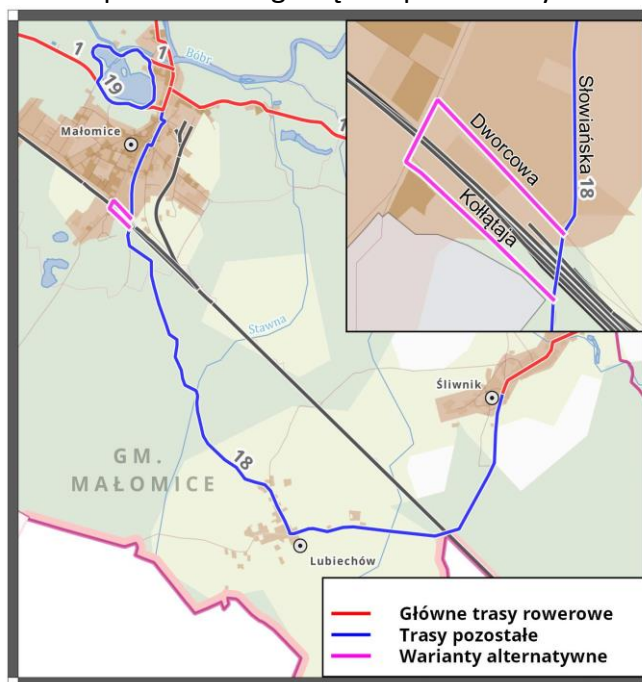 1
1
Bóbr
19
1
Małomice
Dworcowa
Słowiańska
18
Kołłątaja
Stawna
Śliwnik
18
GM.
MAŁOMICE
Lubiechów
Główne trasy rowerowe
Trasy pozostałe
Warianty alternatywne